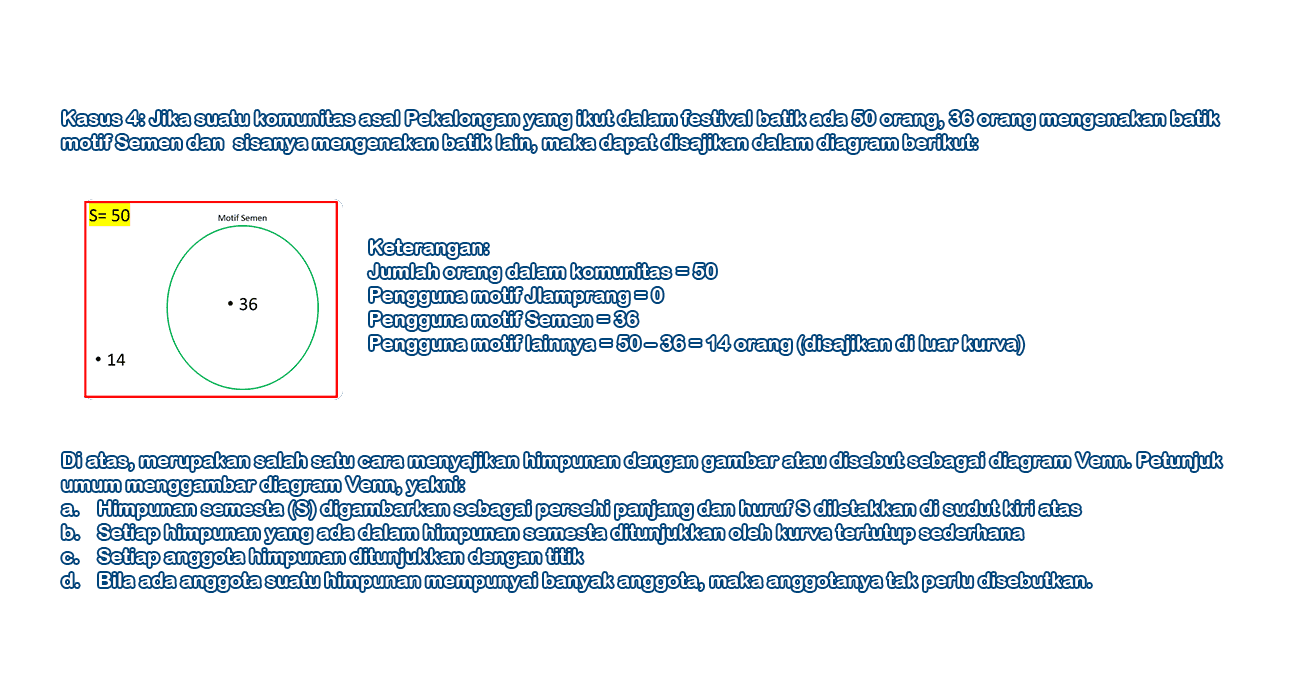 Kasus 4: Jika suatu komunitas asal Pekalongan yang ikut dalam festival batik ada 50 orang, 36 orang mengenakan batik
motif Semen dan sisanya mengenakan batik lain, maka dapat disajikan dalam diagram berikut:
S= 50
Motif Semen
• 36
• 14
Keterangan:
Jumlah orang dalam komunitas = 50
Pengguna motif Jlamprang = 0
Pengguna motif Semen = 36
Pengguna motif lainnya = 50 – 36 = 14 orang (disajikan di luar kurva)
Di atas, merupakan salah satu cara menyajikan himpunan dengan gambar atau disebut sebagai diagram Venn. Petunjuk
umum menggambar diagram Venn, yakni:
a. Himpunan semesta (S) digambarkan sebagai persehi panjang dan huruf S diletakkan di sudut kiri atas
b. Setiap himpunan yang ada dalam himpunan semesta ditunjukkan oleh kurva tertutup sederhana
c. Setiap anggota himpunan ditunjukkan dengan titik
d. Bila ada anggota suatu himpunan mempunyai banyak anggota, maka anggotanya tak perlu disebutkan.